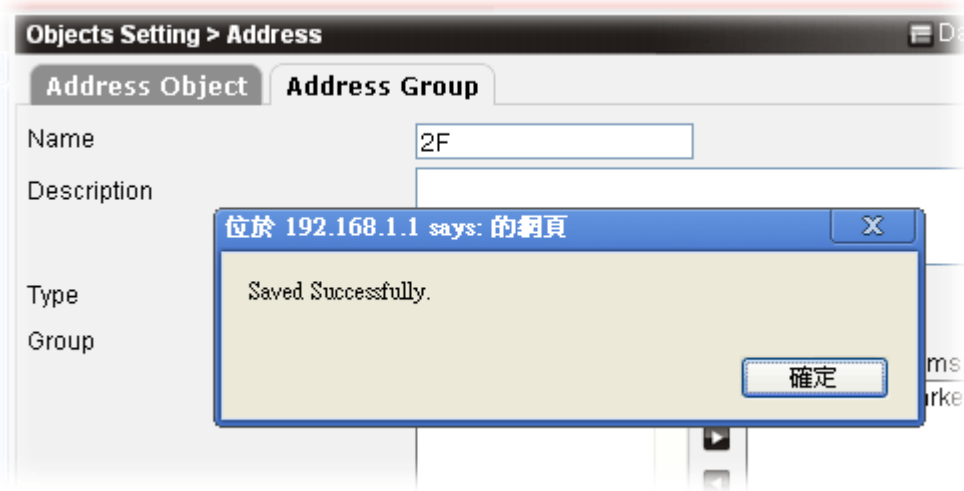 Objects Setting > Address
Address Object
Address Group
Name
2F
Description
位於 192.168.1.1 says: 的網頁
X
Saved Successfully.
Type
Group
確定